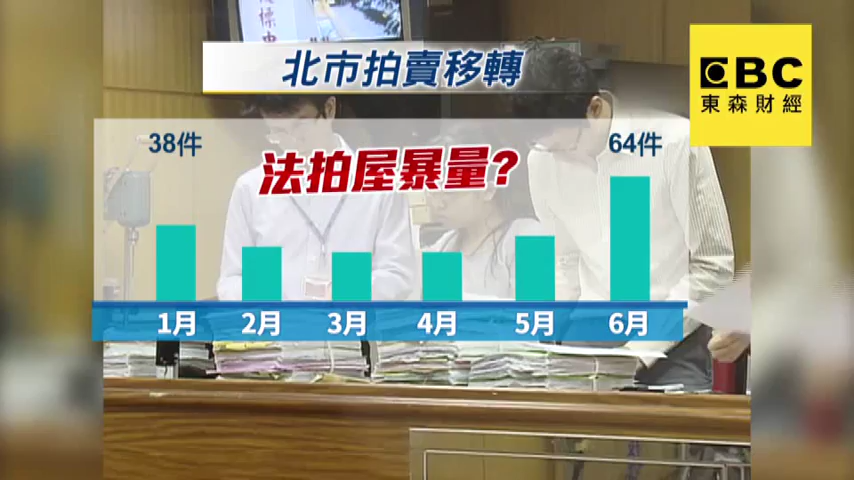 北市拍賣移轉
EBC
東森財經
38件
64件
法拍屋暴量?
1月
2月
3月
4月
5月
6月